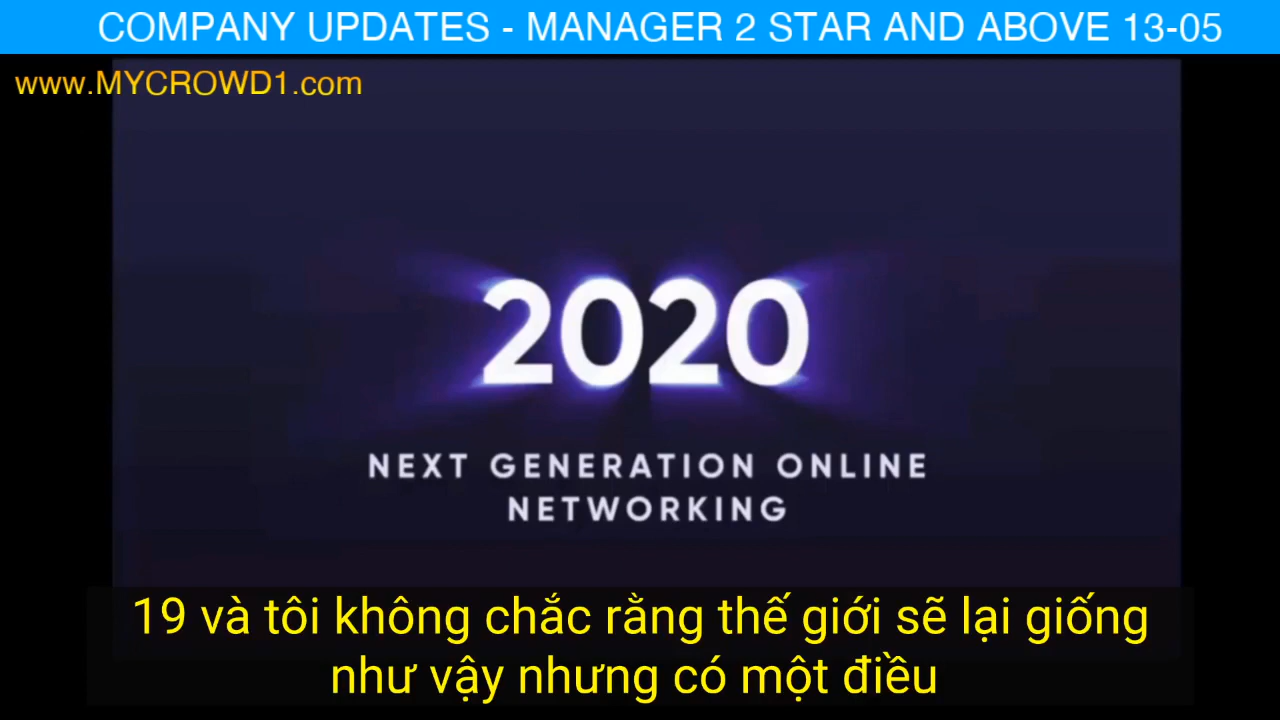 COMPANY UPDATES - MANAGER 2 STAR AND ABOVE 13-05
www.MYCROWD1.com
2020
NEXT GENERATION ONLINE
NETWORKING
19 và tôi không chắc rằng thế giới sẽ lại giống
như vậy nhưng có một điều